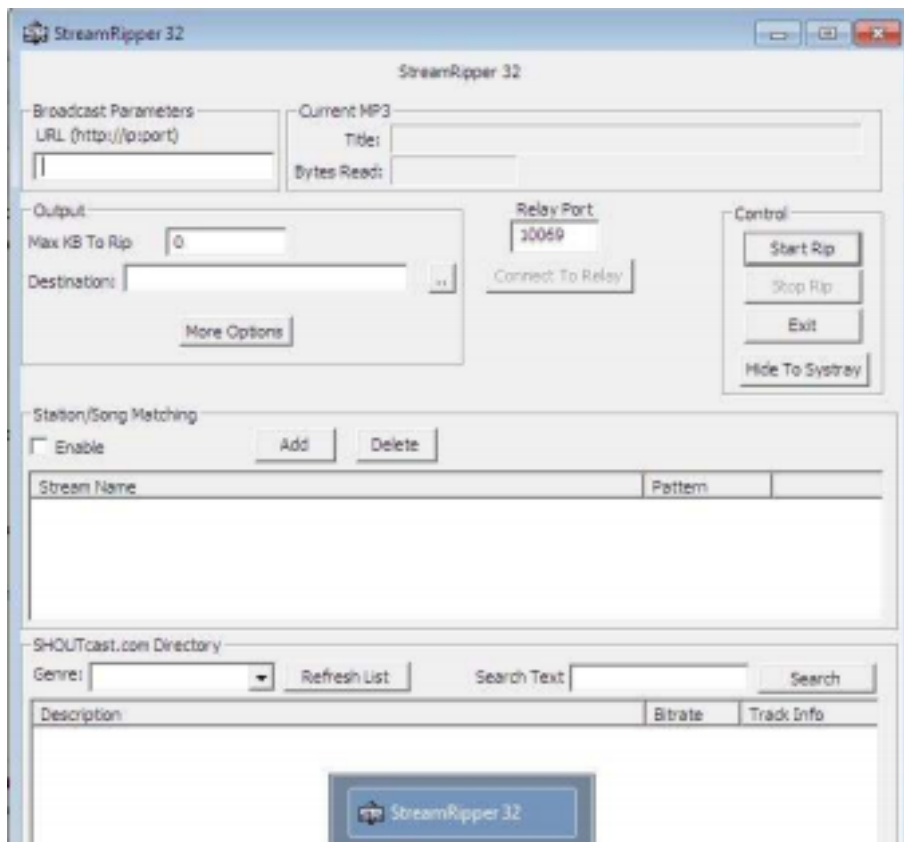 StreamRipper 32
StreamRipper 32
Broadcast Parameters
URL (http://ip:port)
Current MP3
Title:
Bytes Read:
Output
Max KB To Rip 0
Destination: ..
More Options
Relay Port
10069
Connect To Relay
Control
Start Rip
Stop Rip
Exit
Hide To Systray
Station/Song Matching
Enable Add Delete
Stream Name Pattern
SHOUTcast.com Directory
Genre: Refresh List Search Text Search
Description Bitrate Track Info
StreamRipper 32